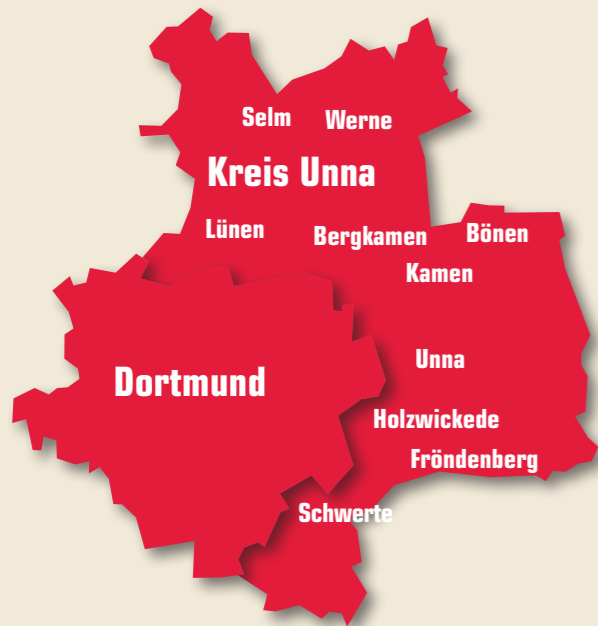 Selm
Werne
Kreis Unna
Lünen
Bergkamen
Bönen
Kamen
Unna
Dortmund
Holzwickede
Fröndenberg
Schwerte